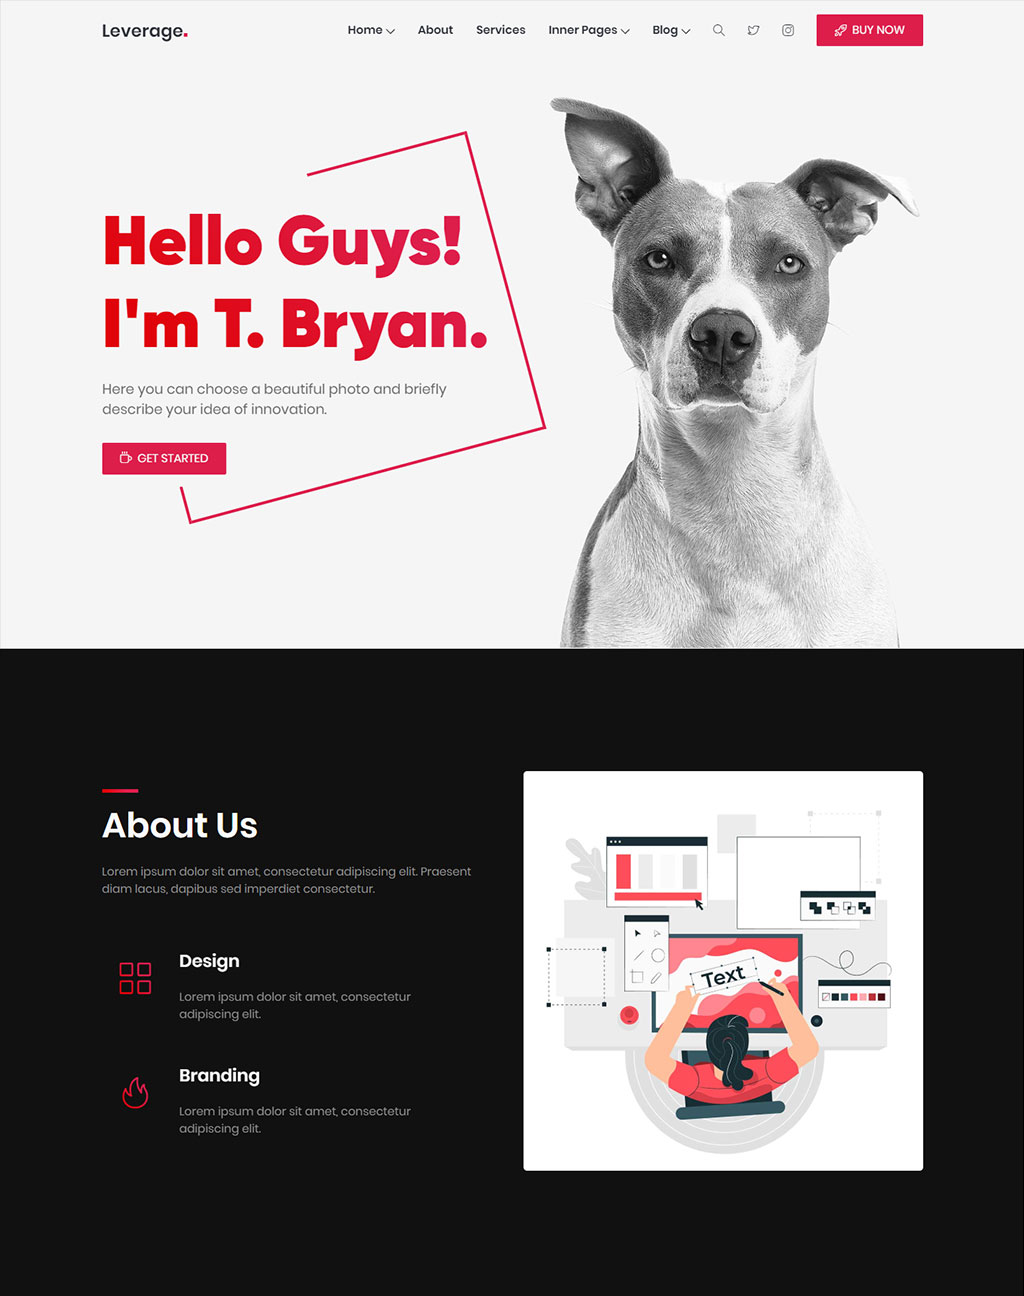 Leverage.
Home
About
Services
Inner Pages
Blog
BUY NOW
Hello Guys!
I'm T. Bryan.
Here you can choose a beautiful photo and briefly
describe your idea of innovation.
GET STARTED
About Us
Lorem ipsum dolor sit amet, consectetur adipiscing elit. Praesent
diam lacus, dapibus sed imperdiet consectetur.
Design
Lorem ipsum dolor sit amet, consectetur
adipiscing elit.
Branding
Lorem ipsum dolor sit amet, consectetur
adipiscing elit.
Text